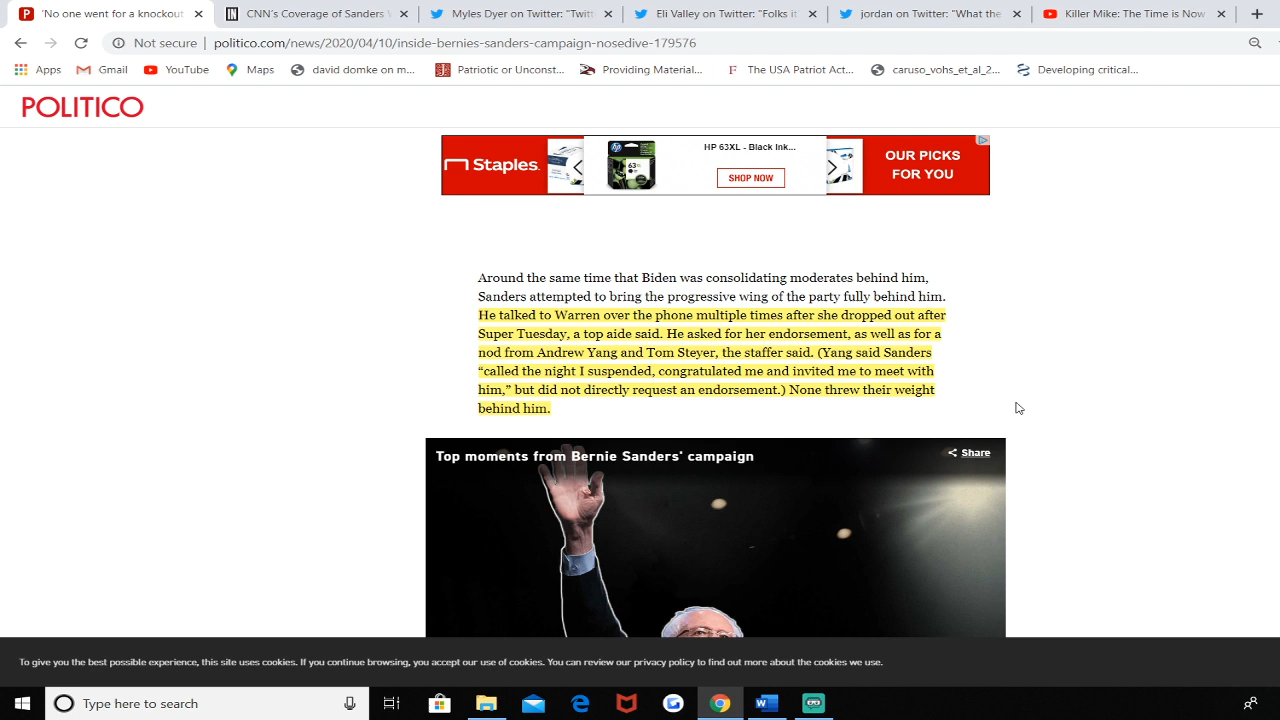 'No one went for a knockout
CNN's Coverage of Sanders V
Myles Dyer on Twitter: "Twitt
Eli Valley on Twitter: "Folks it
jordan on Twitter: "What the
Killer Mike: The Time is Now
Not secure | politico.com/news/2020/04/10/inside-bernies-sanders-campaign-nosedive-179576
Apps Gmail YouTube Maps david domke on m... Patriotic or Unconst... Providing Material... The USA Patriot Act... caruso_vohs_et_al_2... Developing critical...
POLITICO
Staples.
HP 63XL - Black Ink...
SHOP NOW
OUR PICKS
FOR YOU
Around the same time that Biden was consolidating moderates behind him,
Sanders attempted to bring the progressive wing of the party fully behind him.
He talked to Warren over the phone multiple times after she dropped out after
Super Tuesday, a top aide said. He asked for her endorsement, as well as for a
nod from Andrew Yang and Tom Steyer, the staffer said. (Yang said Sanders
“called the night I suspended, congratulated me and invited me to meet with
him,” but did not directly request an endorsement.) None threw their weight
behind him.
Top moments from Bernie Sanders' campaign
Share
To give you the best possible experience, this site uses cookies. If you continue browsing, you accept our use of cookies. You can review our privacy policy to find out more about the cookies we use.
Type here to search